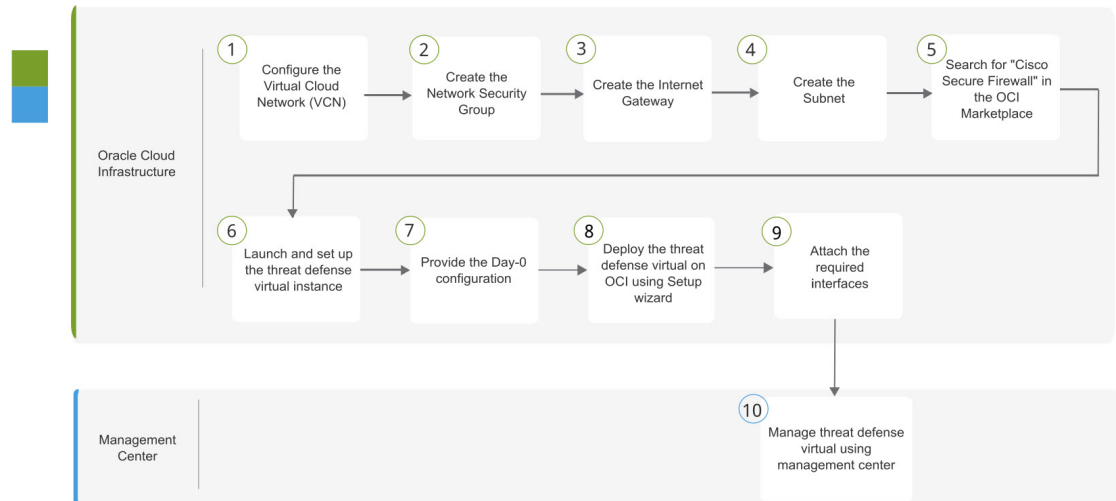 1
Configure the
Virtual Cloud
Network (VCN)
2
Create the
Network Security
Group
3
Create the Internet
Gateway
4
Create the
Subnet
5
Search for "Cisco
Secure Firewall" in
the OCI
Marketplace
Oracle Cloud
Infrastructure
6
Launch and set up
the threat defense
virtual instance
7
Provide the Day-0
configuration
8
Deploy the threat
defense virtual on
OCI using Setup
wizard
9
Attach the
required
interfaces
Management
Center
10
Manage threat defense
virtual using
management center